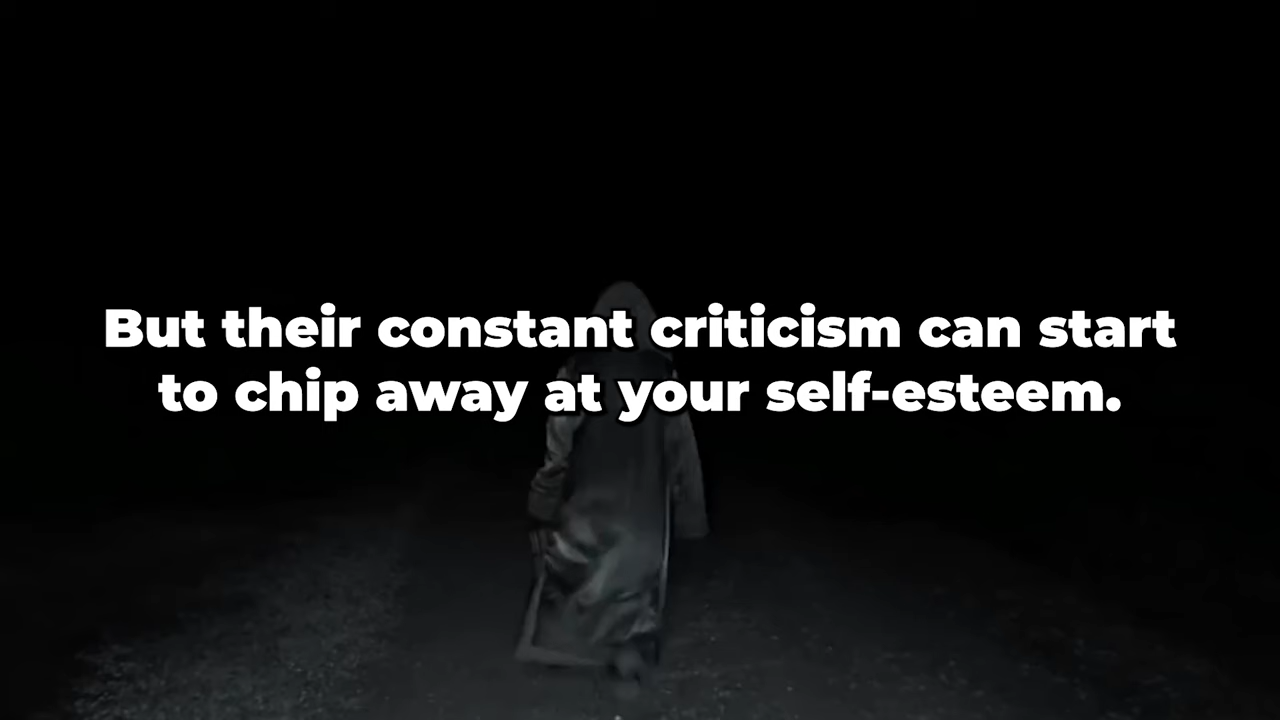 But their constant criticism can start
to chip away at your self-esteem.